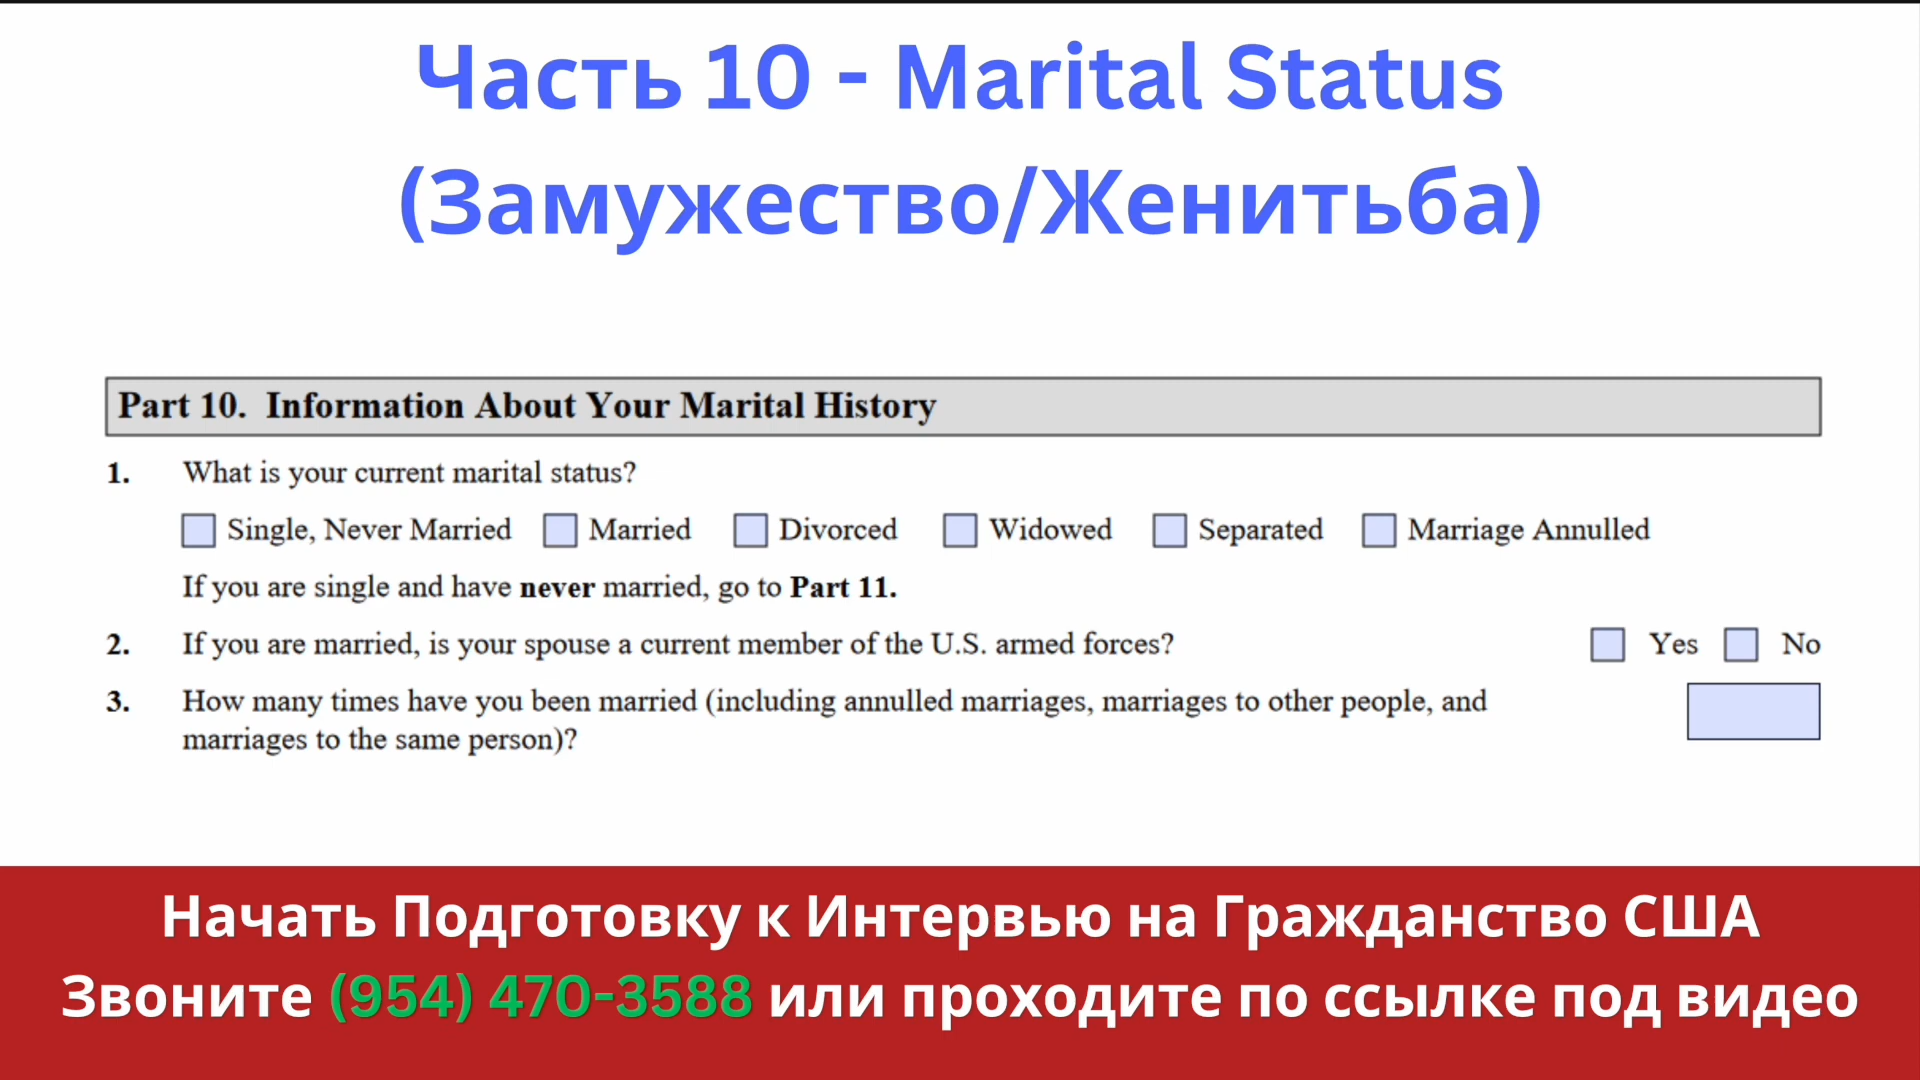 Часть 10 - Marital Status
(Замужество/Женитьба)
Part 10. Information About Your Marital History
1. What is your current marital status?
Single, Never Married Married Divorced Widowed Separated Marriage Annulled
If you are single and have never married, go to Part 11.
2. If you are married, is your spouse a current member of the U.S. armed forces? Yes No
3. How many times have you been married (including annulled marriages, marriages to other people, and
marriages to the same person)?
Начать Подготовку к Интервью на Гражданство США
Звоните (954) 470-3588 или проходите по ссылке под видео